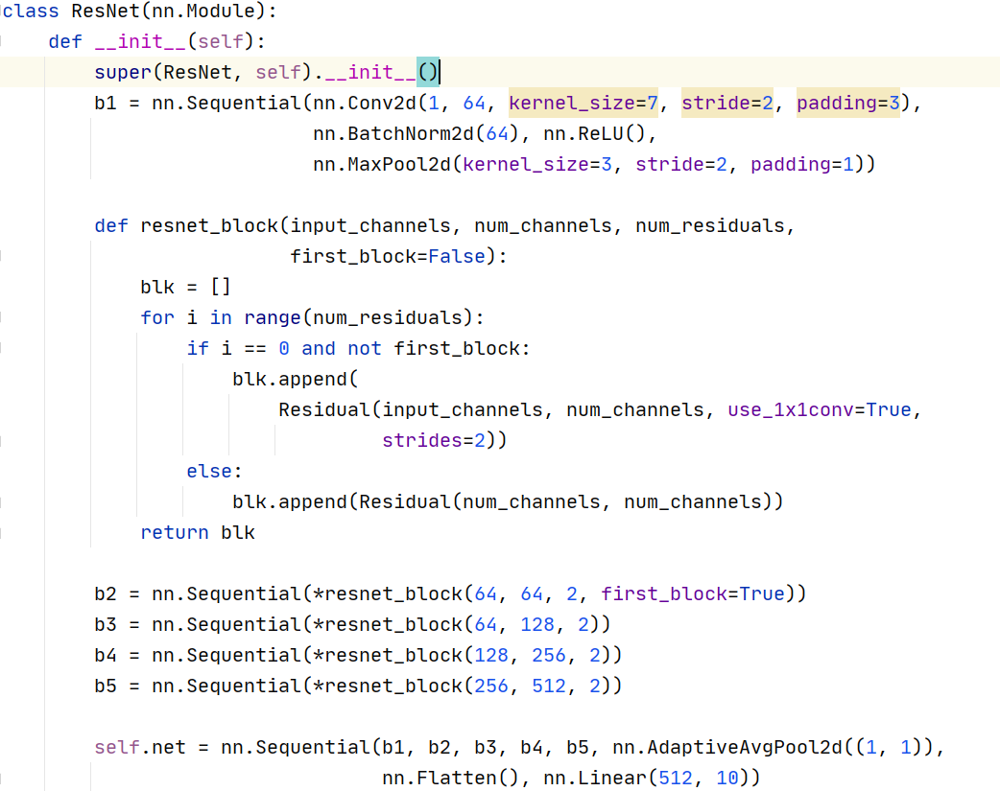 class ResNet(nn.Module):
    def __init__(self):
        super(ResNet, self).__init__()
        b1 = nn.Sequential(nn.Conv2d(1, 64, kernel_size=7, stride=2, padding=3),
                           nn.BatchNorm2d(64), nn.ReLU(),
                           nn.MaxPool2d(kernel_size=3, stride=2, padding=1))

        def resnet_block(input_channels, num_channels, num_residuals,
                         first_block=False):
            blk = []
            for i in range(num_residuals):
                if i == 0 and not first_block:
                    blk.append(
                        Residual(input_channels, num_channels, use_1x1conv=True,
                                 strides=2))
                else:
                    blk.append(Residual(num_channels, num_channels))
            return blk

        b2 = nn.Sequential(*resnet_block(64, 64, 2, first_block=True))
        b3 = nn.Sequential(*resnet_block(64, 128, 2))
        b4 = nn.Sequential(*resnet_block(128, 256, 2))
        b5 = nn.Sequential(*resnet_block(256, 512, 2))

        self.net = nn.Sequential(b1, b2, b3, b4, b5, nn.AdaptiveAvgPool2d((1, 1)),
                                 nn.Flatten(), nn.Linear(512, 10))